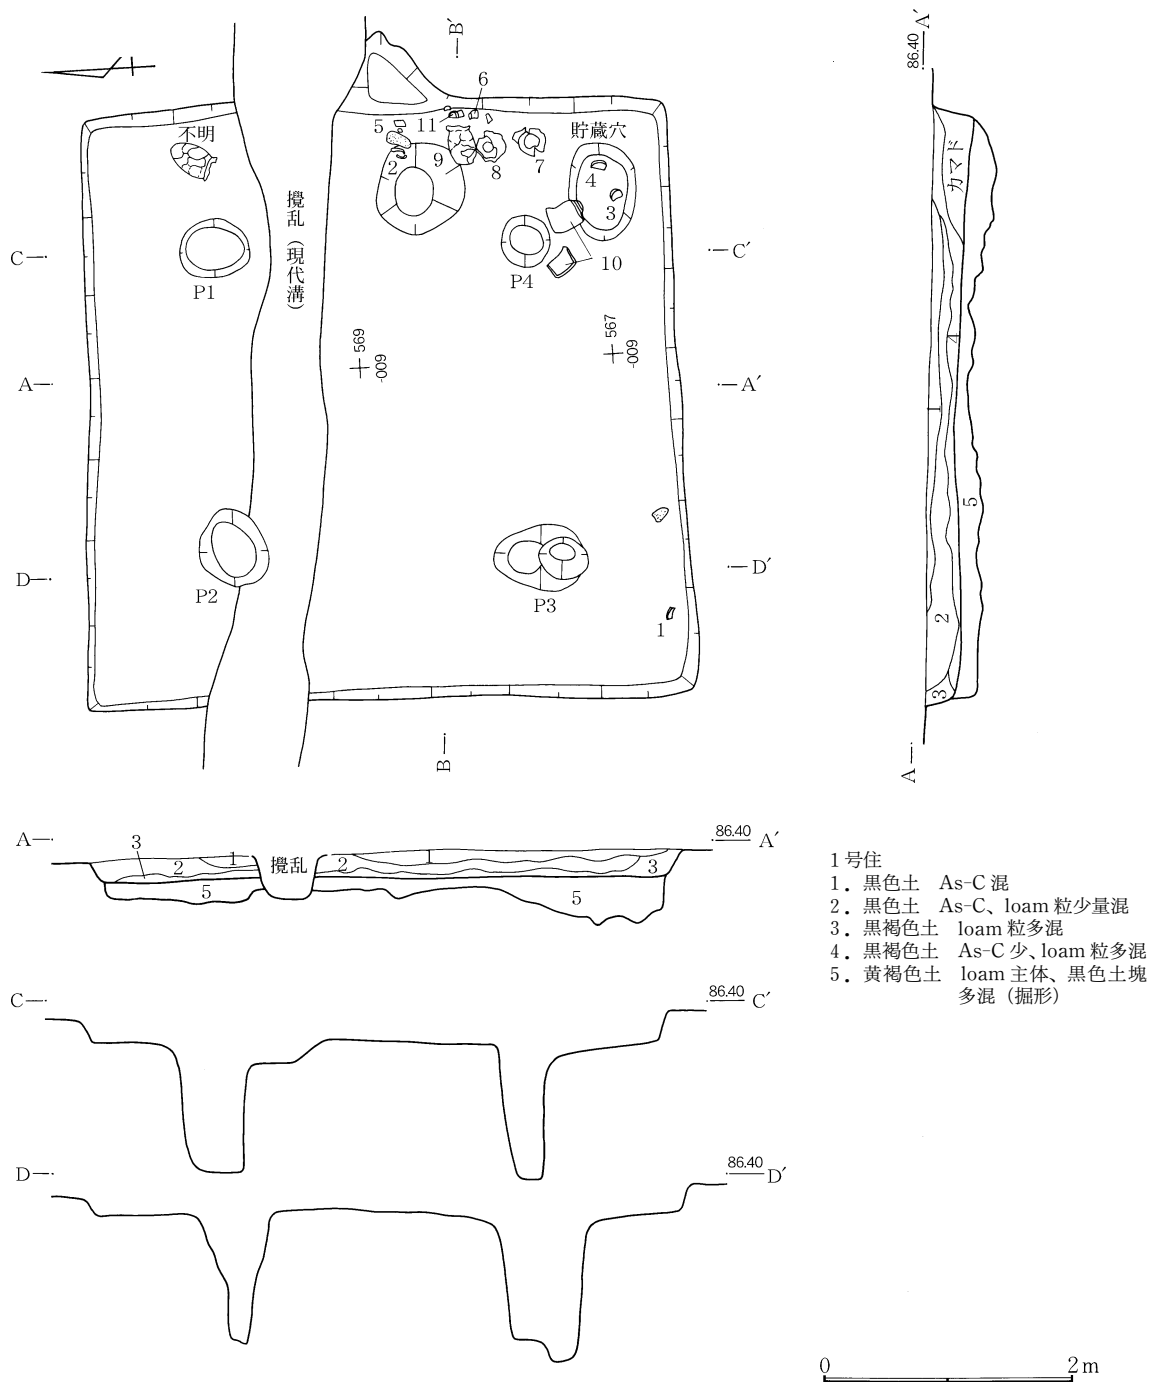 B′
86.40 A′
6
不明
5 11
貯蔵穴
カマド
2 9 8 7 4
3
攪乱（現代溝）
C
P1
P4
10
C′
569
-009
567
-009
4
A
A′
1
5
D
D′
P2
P3
1
2
3
B
A
A
3
2
1
攪乱
2
1
3
86.40
A′
5
5
1号住
1. 黒色土　As-C 混
2. 黒色土　As-C、loam 粒少量混
3. 黒褐色土　loam 粒多混
4. 黒褐色土　As-C 少、loam 粒多混
5. 黄褐色土　loam 主体、黒色土塊
多混（掘形）
C
86.40
C′
D
86.40
D′
0
2m